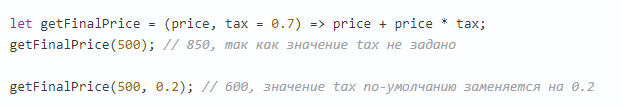 let getFinalPrice = (price, tax = 0.7) => price + price * tax;
getFinalPrice(500); // 850, так как значение tax не задано
getFinalPrice(500, 0.2); // 600, значение tax по-умолчанию заменяется на 0.2